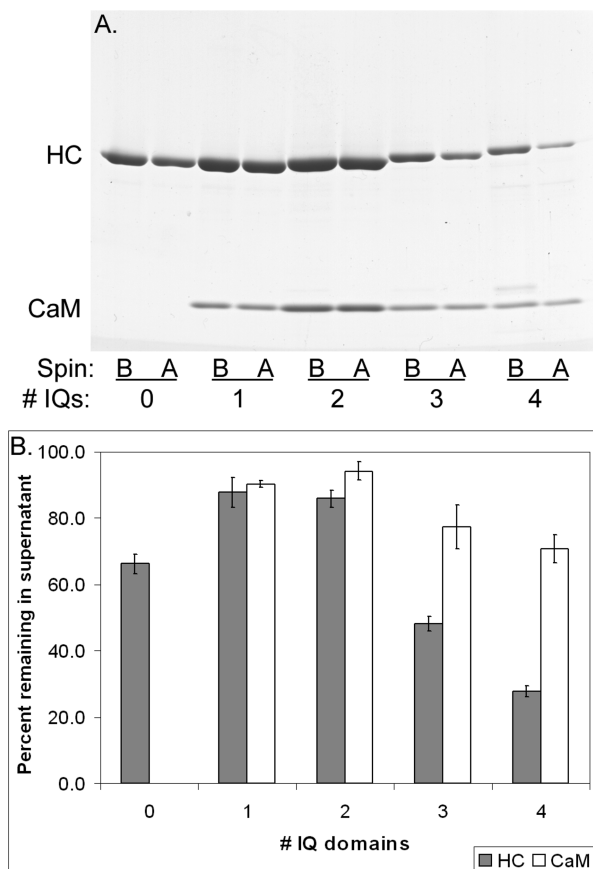 A.
HC
CaM
Spin: B A B A B A B A B A
# IQs: 0 1 2 3 4
B.
100.0
80.0
60.0
40.0
20.0
0.0
Percent remaining in supernatant
0 1 2 3 4
# IQ domains
HC CaM